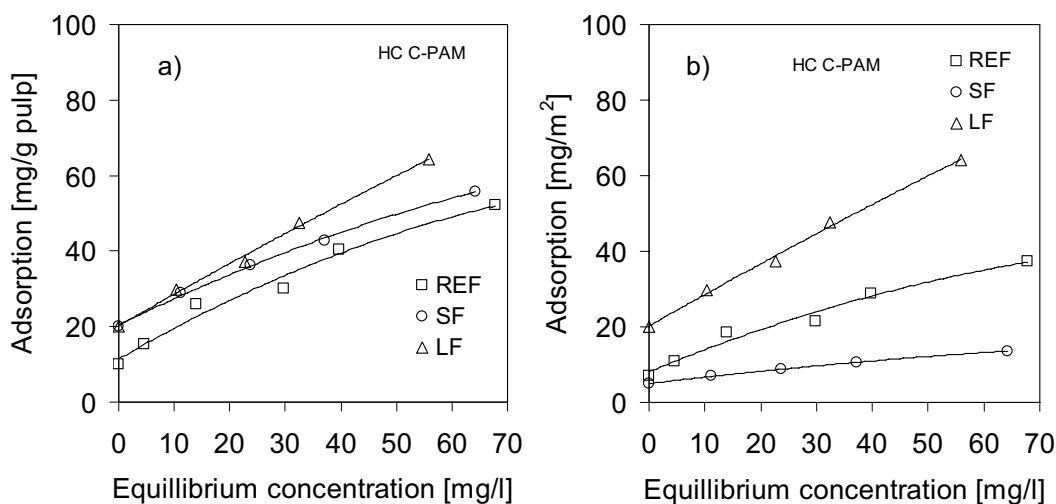 a)
HC C-PAM
100
80
60
40
20
0
Adsorption [mg/g pulp]
REF
SF
LF
0 10 20 30 40 50 60 70
Equillibrium concentration [mg/l]
b)
HC C-PAM
REF
SF
LF
100
80
60
40
20
0
Adsorption [mg/m²]
0 10 20 30 40 50 60 70
Equillibrium concentration [mg/l]